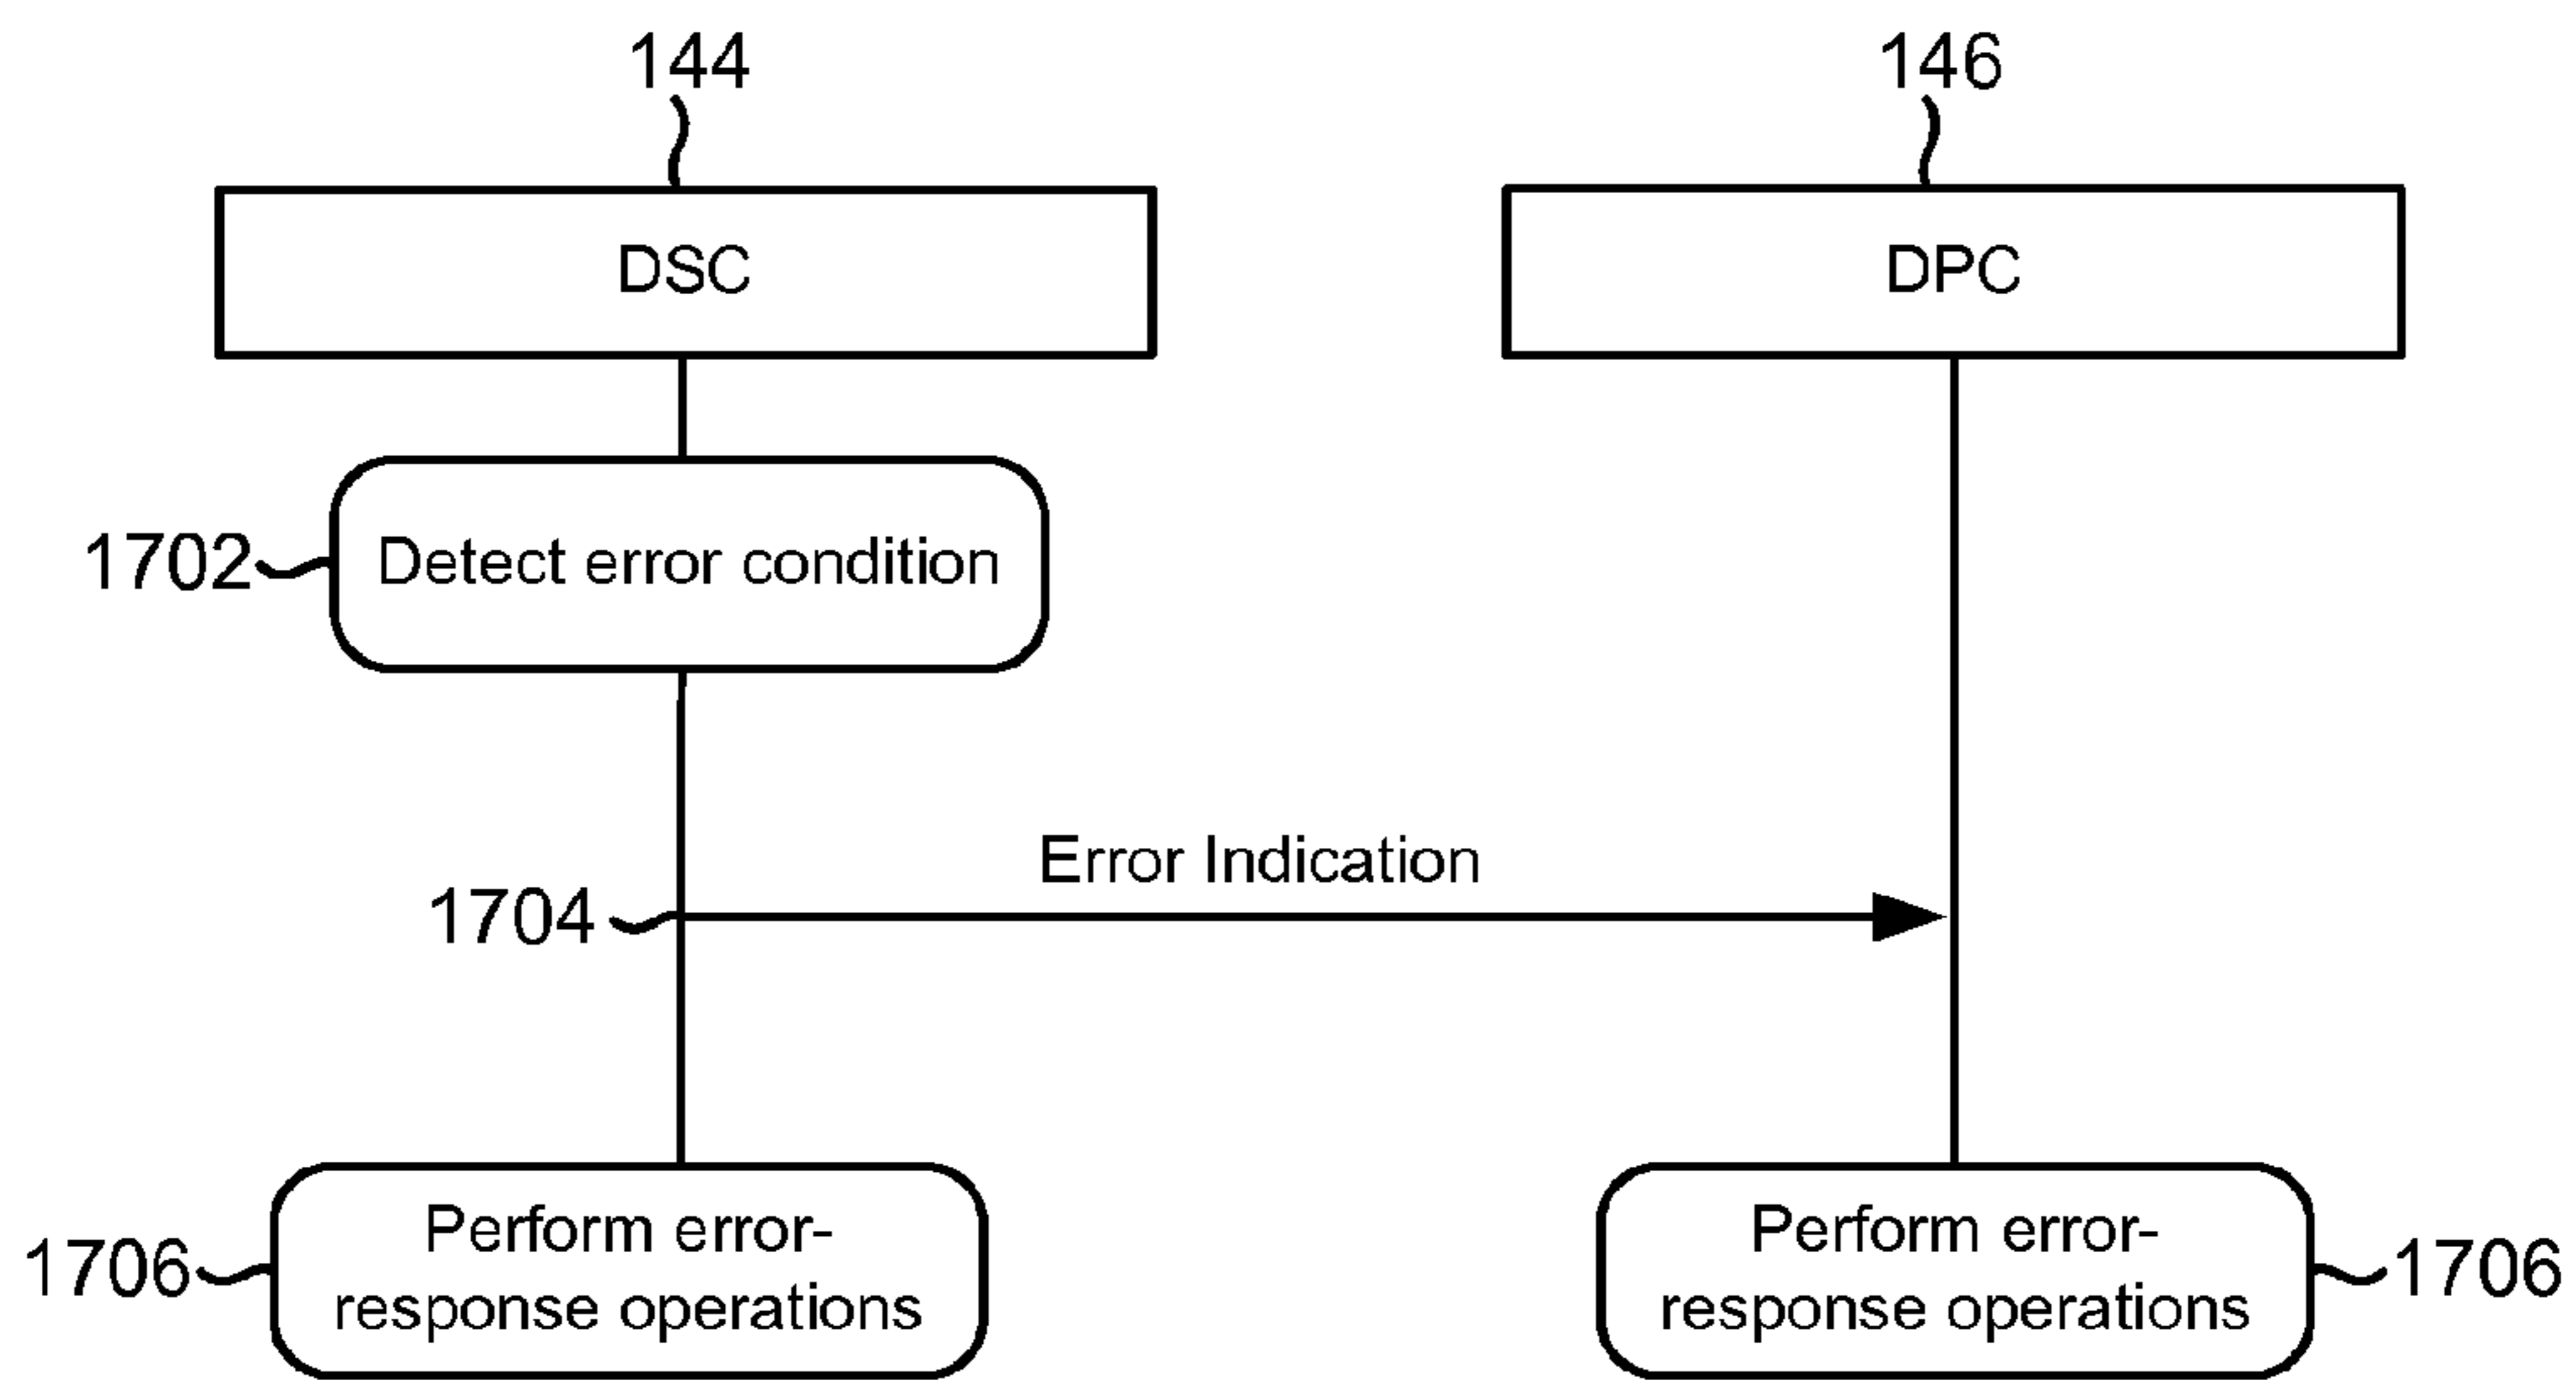 144
146
DSC
DPC
1702
Detect error condition
Error Indication
1704
Perform error-
response operations
1706
Perform error-
response operations
1706